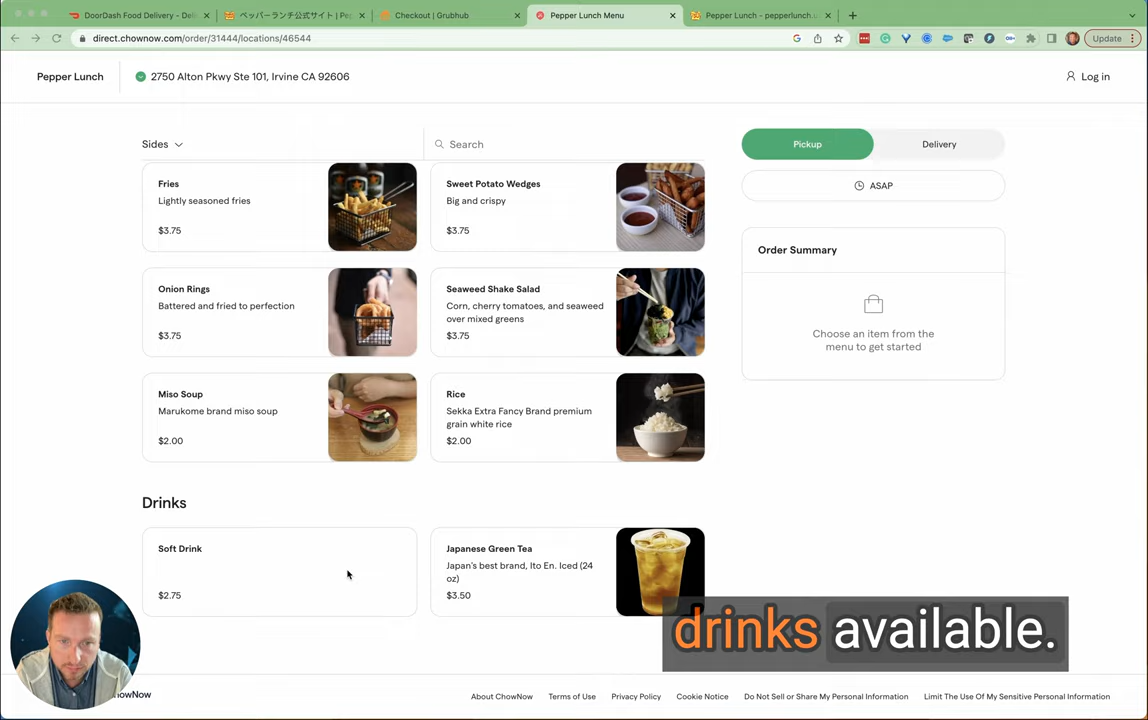 DoorDash Food Delivery - Deli
ペッパーランチ公式サイト | Pep
Checkout | Grubhub
Pepper Lunch Menu
Pepper Lunch - pepperlunch.u
direct.chownow.com/order/31444/locations/46544
Update
Pepper Lunch
2750 Alton Pkwy Ste 101, Irvine CA 92606
Log in
Sides
Search
Pickup
Delivery
ASAP
Fries
Lightly seasoned fries
$3.75
Sweet Potato Wedges
Big and crispy
$3.75
Order Summary
Choose an item from the
menu to get started
Onion Rings
Battered and fried to perfection
$3.75
Seaweed Shake Salad
Corn, cherry tomatoes, and seaweed
over mixed greens
$3.75
Miso Soup
Marukome brand miso soup
$2.00
Rice
Sekka Extra Fancy Brand premium
grain white rice
$2.00
Drinks
Soft Drink
$2.75
Japanese Green Tea
Japan's best brand, Ito En. Iced (24
oz)
$3.50
drinks available.
howNow
About ChowNow
Terms of Use
Privacy Policy
Cookie Notice
Do Not Sell or Share My Personal Information
Limit The Use Of My Sensitive Personal Information